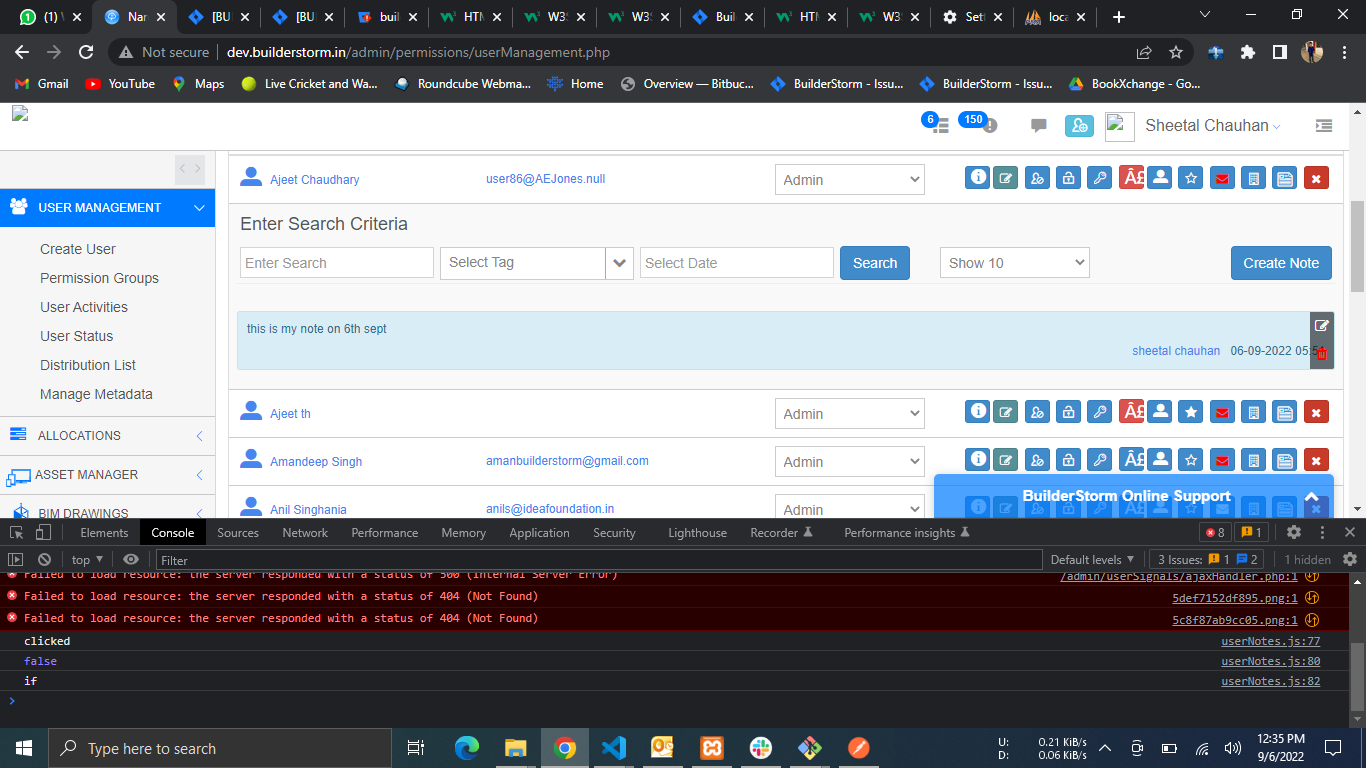 (1) W
Nar
[BUI
[BUI
buil
HTM
W3S
W3S
Buil
HTM
W3S
Sett
loca
Not secure
dev.builderstorm.in/admin/permissions/userManagement.php
Gmail
YouTube
Maps
Live Cricket and Wa...
Roundcube Webma...
Home
Overview — Bitbuc...
BuilderStorm - Issu...
BuilderStorm - Issu...
BookXchange - Go...
6
150
Sheetal Chauhan
USER MANAGEMENT
Create User
Permission Groups
User Activities
User Status
Distribution List
Manage Metadata
ALLOCATIONS
ASSET MANAGER
BIM DRAWINGS
Ajeet Chaudhary user86@AEJones.null Admin Â£
Enter Search Criteria
Enter Search Select Tag Select Date Search Show 10 Create Note
this is my note on 6th sept
sheetal chauhan 06-09-2022
Ajeet th Admin Â£
Amandeep Singh amanbuilderstorm@gmail.com Admin Â£
Anil Singhania anils@ideafoundation.in Admin
BuilderStorm Online Support
Elements Console Sources Network Performance Memory Application Security Lighthouse Recorder Performance insights 8 1
top Filter Default levels 3 Issues: 1 2 1 hidden
Failed to load resource: the server responded with a status of 500 (Internal Server Error) /admin/userSignals/ajaxHandler.php:1
Failed to load resource: the server responded with a status of 404 (Not Found) 5def7152df895.png:1
Failed to load resource: the server responded with a status of 404 (Not Found) 5c8f87ab9cc05.png:1
clicked userNotes.js:77
false userNotes.js:80
if userNotes.js:82
Type here to search
U: 0.21 KiB/s
D: 0.06 KiB/s
12:35 PM
9/6/2022